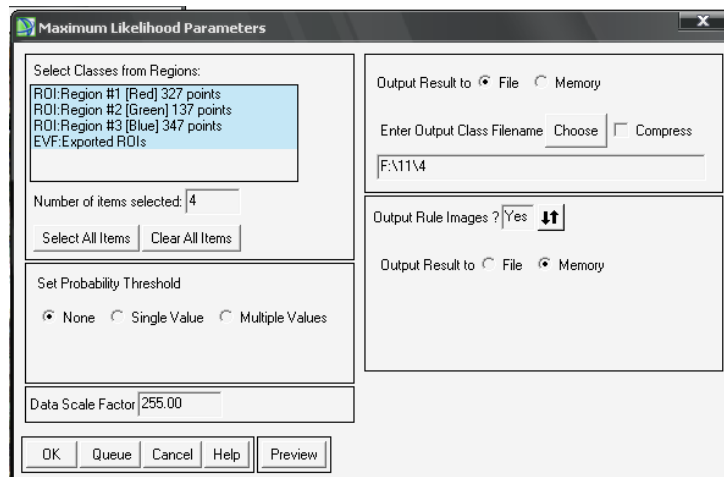 Maximum Likelihood Parameters
x
Select Classes from Regions:
ROI:Region #1 [Red] 327 points
ROI:Region #2 [Green] 137 points
ROI:Region #3 [Blue] 347 points
EVF:Exported ROIs
Number of items selected: 4
Select All Items Clear All Items
Set Probability Threshold
None Single Value Multiple Values
Data Scale Factor 255.00
OK Queue Cancel Help Preview
Output Result to File Memory
Enter Output Class Filename Choose Compress
F:\11\4
Output Rule Images ? Yes
Output Result to File Memory